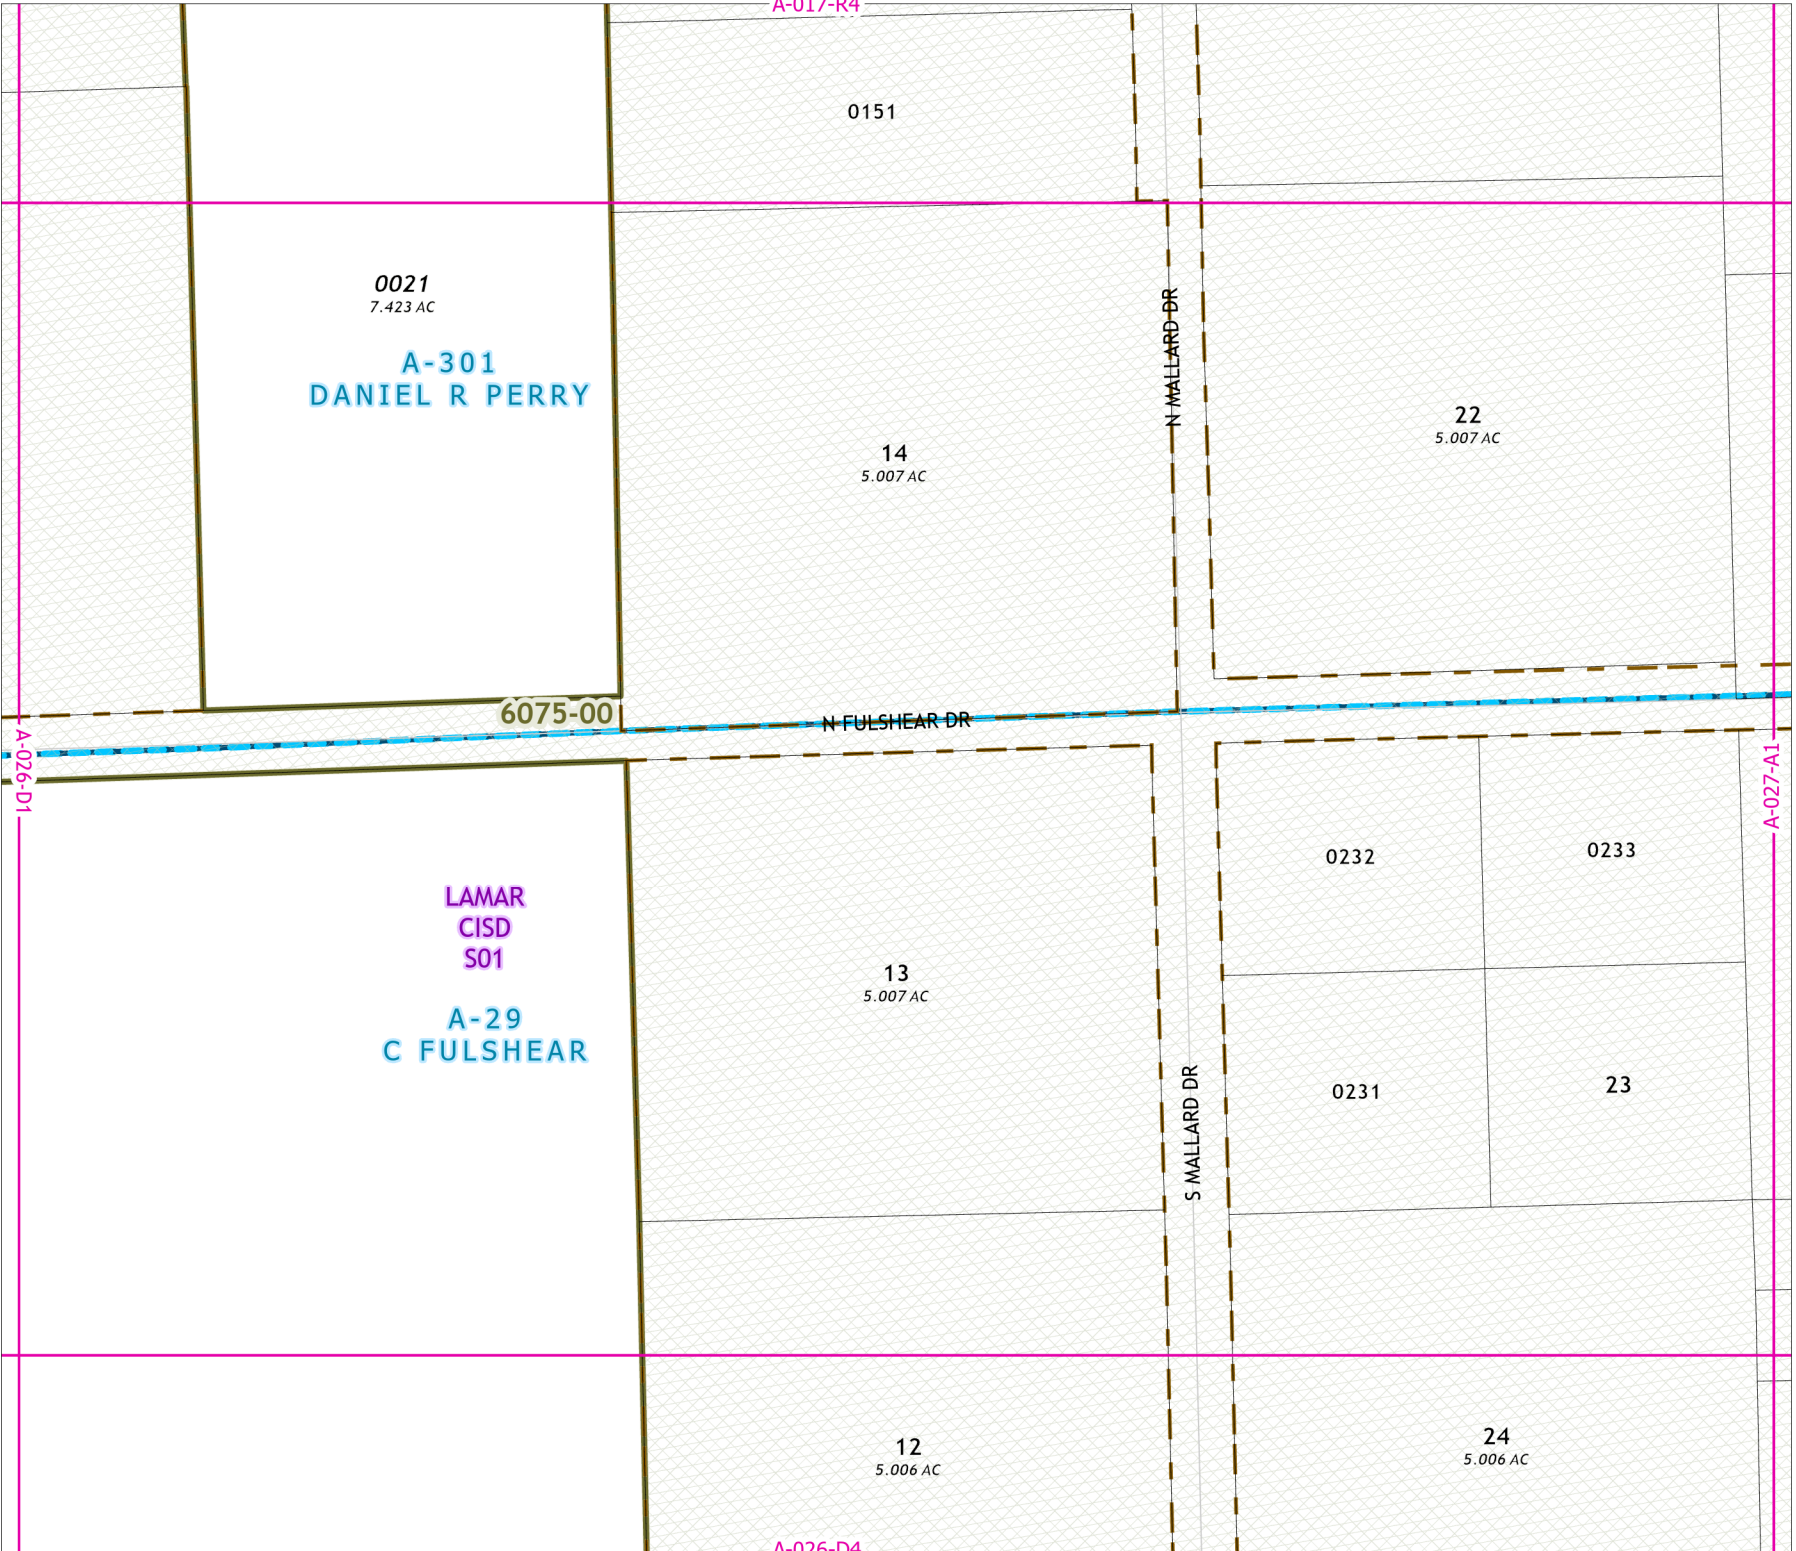 A-017-R4
0151
0021
7.423 AC
A-301
DANIEL R PERRY
N MALLARD DR
22
5.007 AC
14
5.007 AC
6075-00
N FULSHEAR DR
A-026-D1
A-027-A1
0232
0233
LAMAR
CISD
S01
13
5.007 AC
A-29
C FULSHEAR
0231
23
S MALLARD DR
12
5.006 AC
24
5.006 AC
A-026-D4